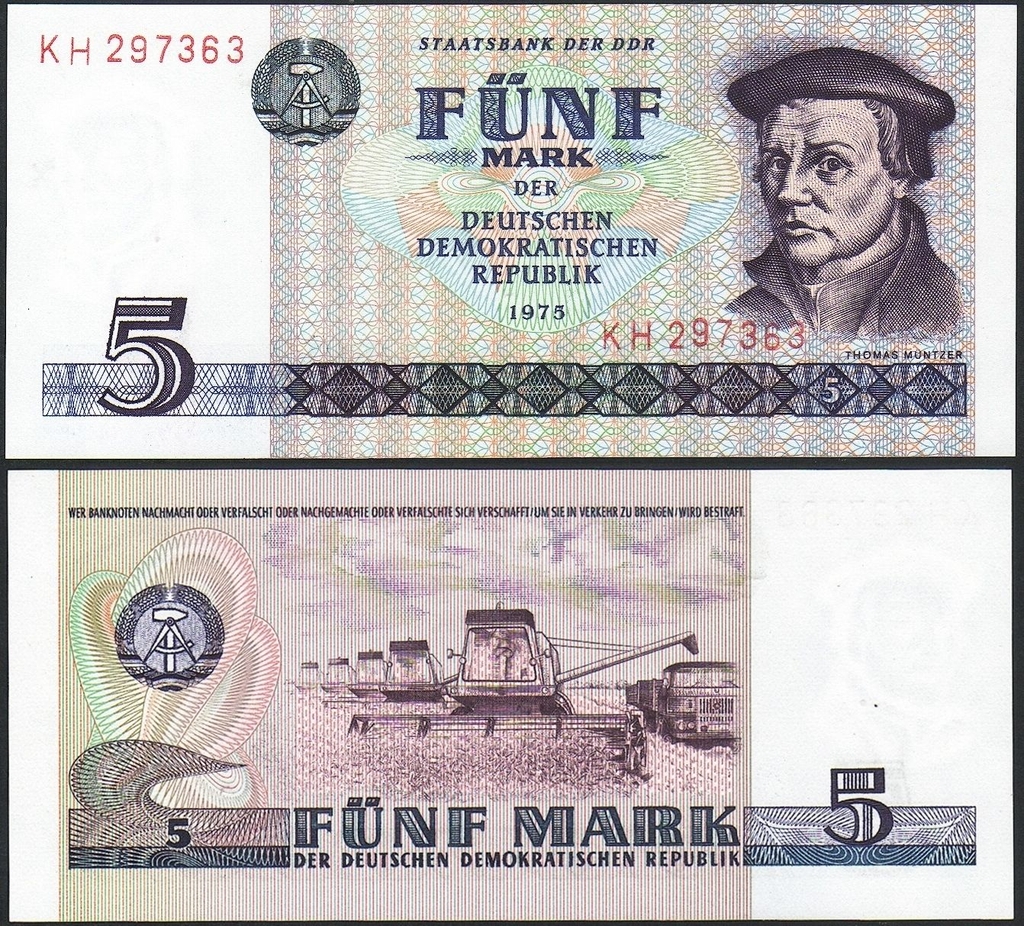 KH 297363
STAATSBANK DER DDR
FÜNF
MARK
DER
DEUTSCHEN
DEMOKRATISCHEN
REPUBLIK
1975
KH 297363
THOMAS MÜNTZER
5
5
WER BANKNOTEN NACHMACHT ODER VERFÄLSCHT ODER NACHGEMACHTE ODER VERFÄLSCHTE SICH VERSCHAFFT/UM SIE IN VERKEHR ZU BRINGEN/WIRD BESTRAFT
5
FÜNF MARK
DER DEUTSCHEN DEMOKRATISCHEN REPUBLIK
5